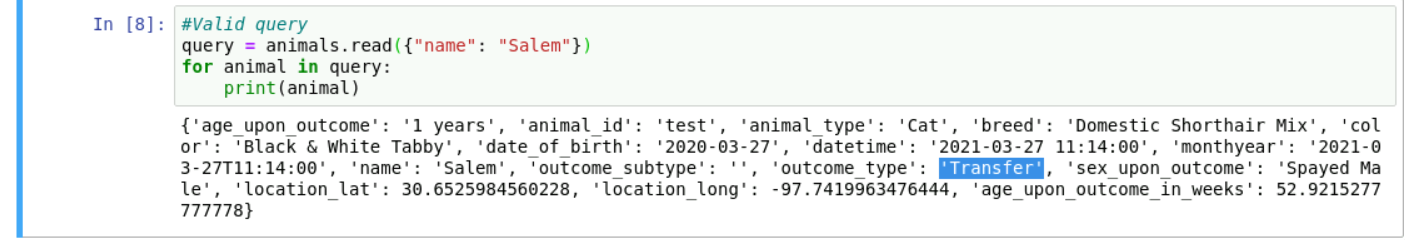 In [8]: #Valid query
query = animals.read({"name": "Salem"})
for animal in query:
    print(animal)
{'age_upon_outcome': '1 years', 'animal_id': 'test', 'animal_type': 'Cat', 'breed': 'Domestic Shorthair Mix', 'col
or': 'Black & White Tabby', 'date_of_birth': '2020-03-27', 'datetime': '2021-03-27 11:14:00', 'monthyear': '2021-0
3-27T11:14:00', 'name': 'Salem', 'outcome_subtype': '', 'outcome_type': 'Transfer', 'sex_upon_outcome': 'Spayed Ma
le', 'location_lat': 30.6525984560228, 'location_long': -97.7419963476444, 'age_upon_outcome_in_weeks': 52.9215277
777778}